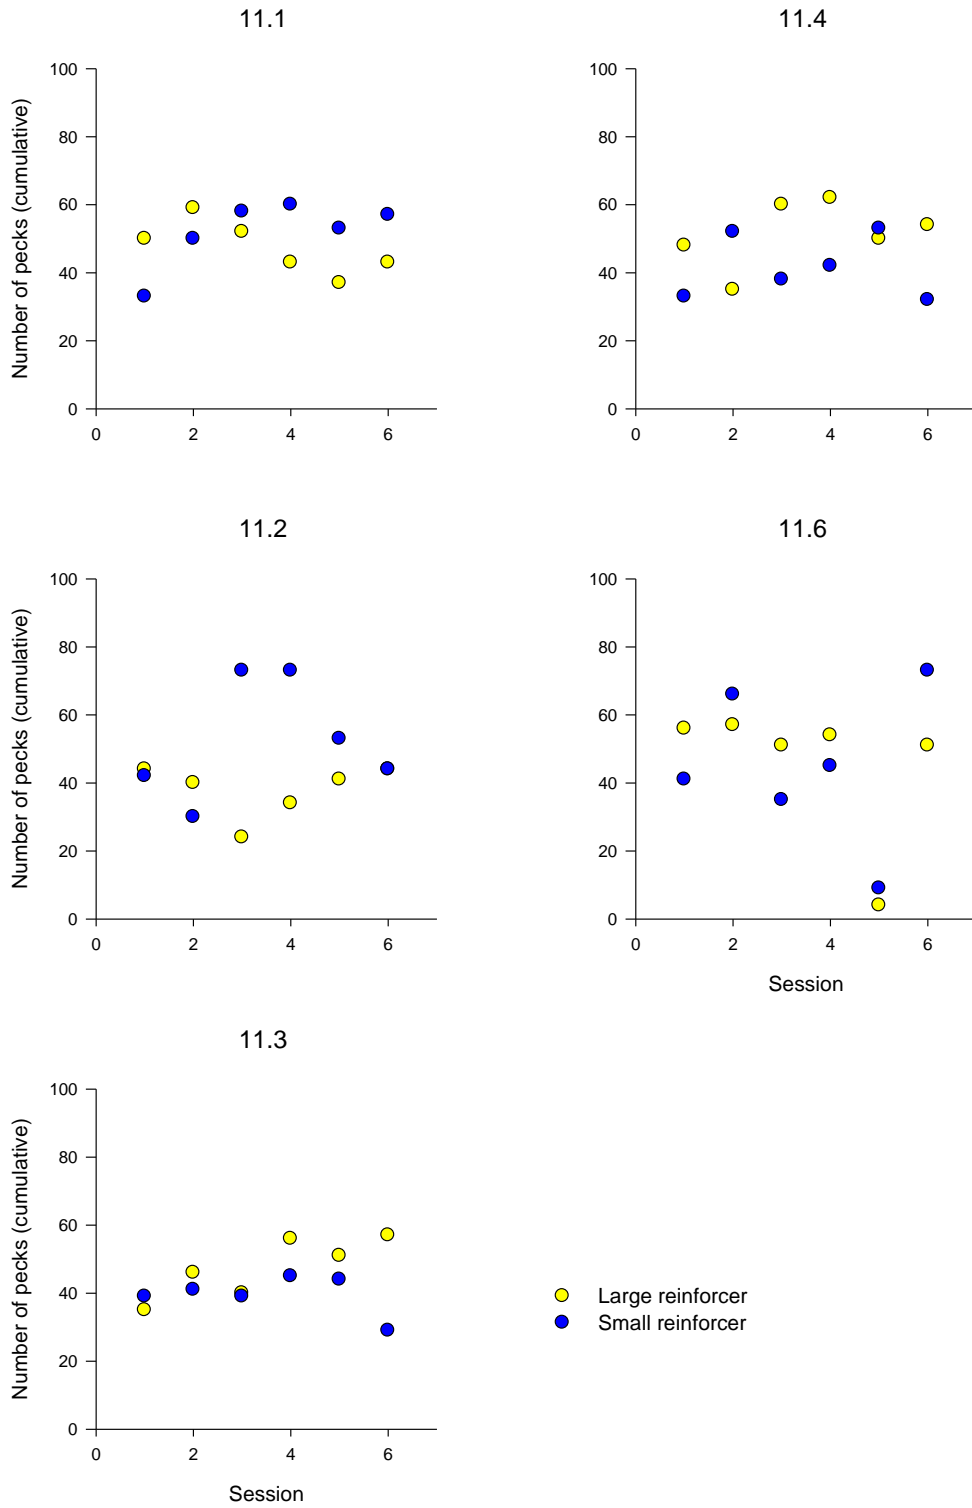 11.1
100
80
60
40
20
0
0 2 4 6
Number of pecks (cumulative)
11.4
100
80
60
40
20
0
0 2 4 6
11.2
100
80
60
40
20
0
0 2 4 6
Number of pecks (cumulative)
11.6
100
80
60
40
20
0
0 2 4 6
Session
11.3
100
80
60
40
20
0
0 2 4 6
Number of pecks (cumulative)
Session
Large reinforcer
Small reinforcer